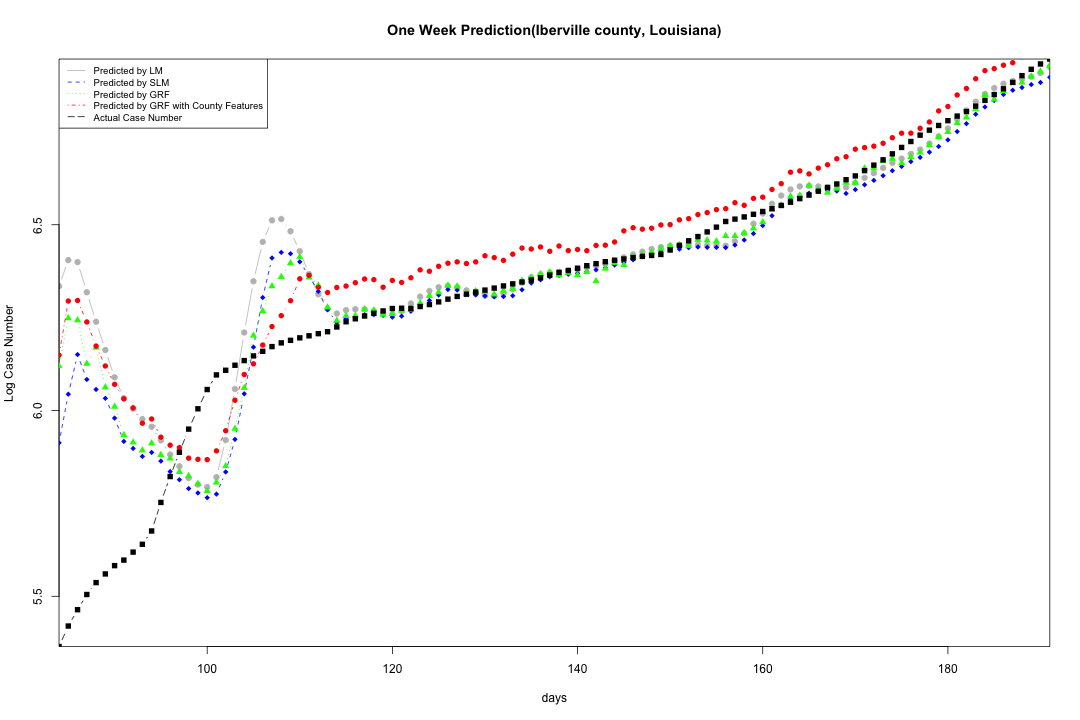 One Week Prediction(Iberville county, Louisiana)
Predicted by LM
Predicted by SLM
Predicted by GRF
Predicted by GRF with County Features
Actual Case Number
Log Case Number
6.5
6.0
5.5
100 120 140 160 180
days